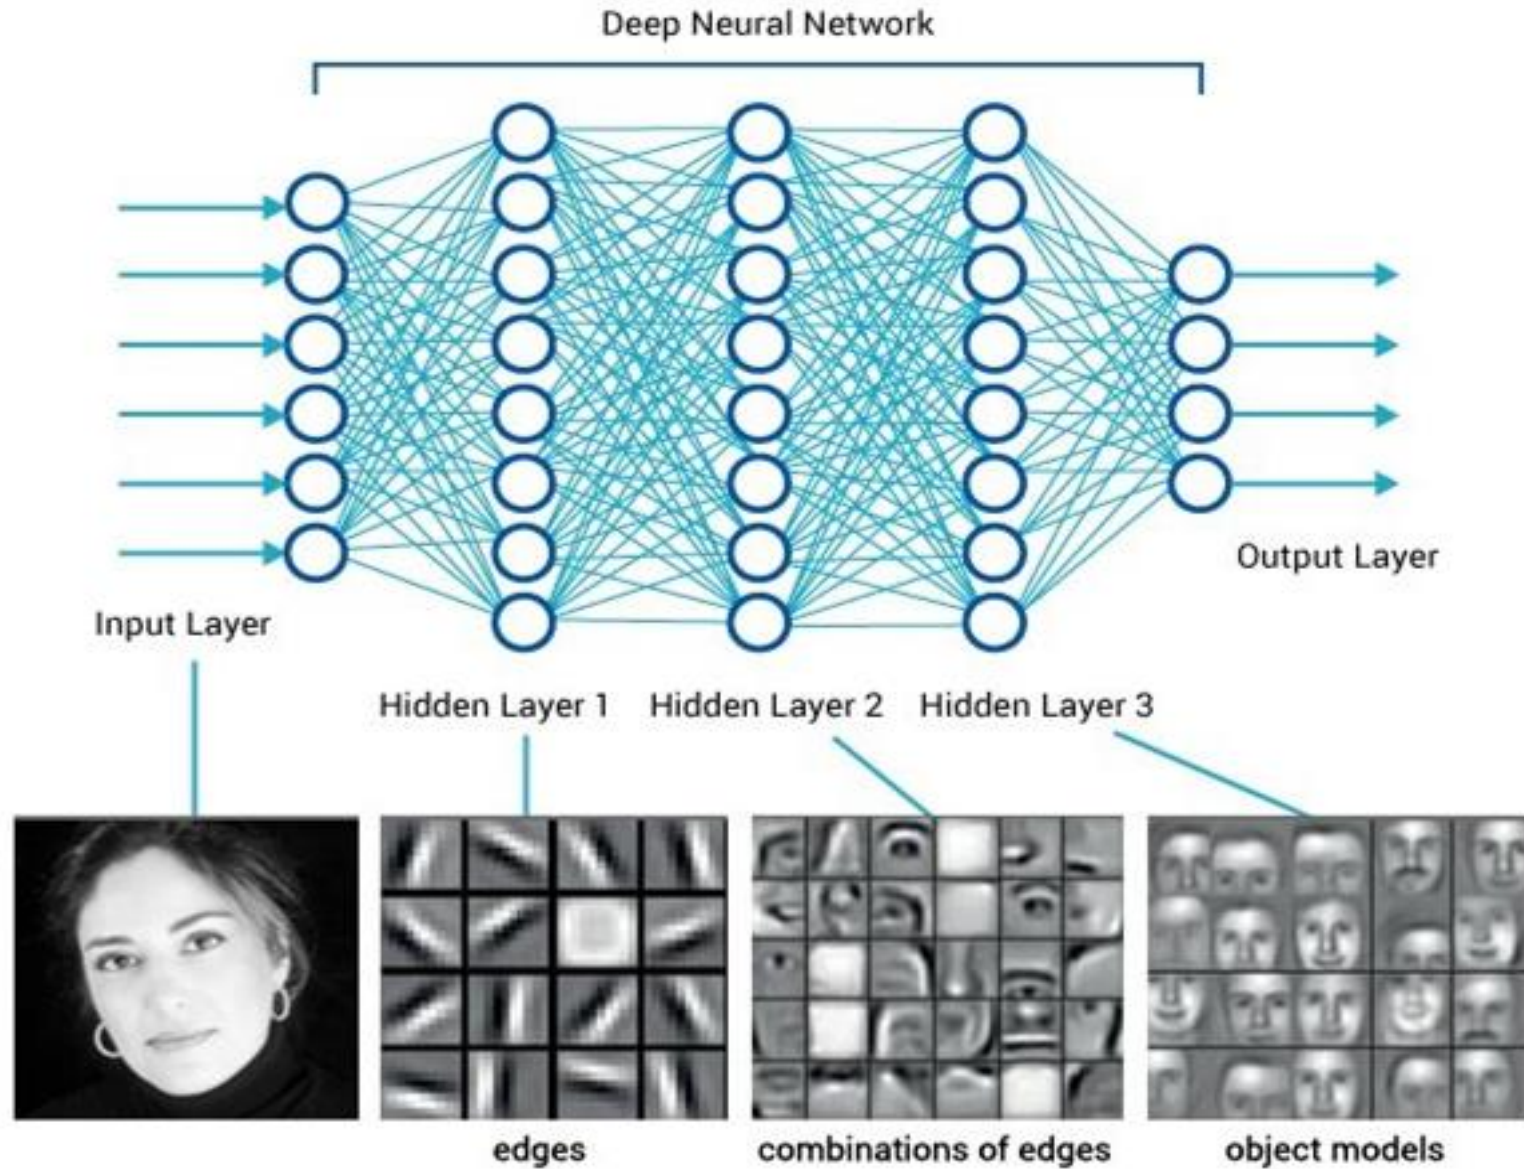 Deep Neural Network
Input Layer
Output Layer
Hidden Layer 1
Hidden Layer 2
Hidden Layer 3
edges
combinations of edges
object models